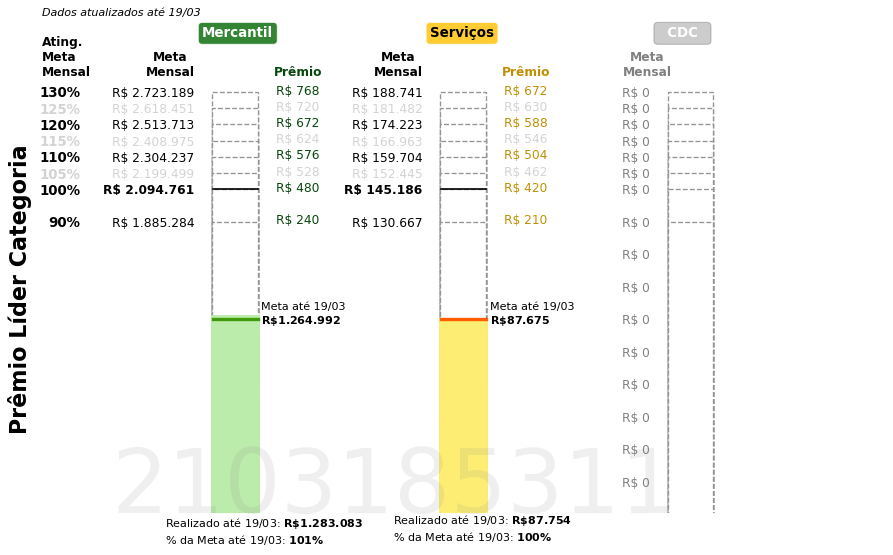 Dados atualizados até 19/03
Mercantil Serviços CDC
Ating. Meta Mensal
Meta Mensal Prêmio Meta Mensal Prêmio Meta Mensal
130% R$ 2.723.189 R$ 768 R$ 188.741 R$ 672 R$ 0
125% R$ 2.618.451 R$ 720 R$ 181.482 R$ 630 R$ 0
120% R$ 2.513.713 R$ 672 R$ 174.223 R$ 588 R$ 0
115% R$ 2.408.975 R$ 624 R$ 166.963 R$ 546 R$ 0
110% R$ 2.304.237 R$ 576 R$ 159.704 R$ 504 R$ 0
105% R$ 2.199.499 R$ 528 R$ 152.445 R$ 462 R$ 0
100% R$ 2.094.761 R$ 480 R$ 145.186 R$ 420 R$ 0
90% R$ 1.885.284 R$ 240 R$ 130.667 R$ 210 R$ 0
R$ 0
R$ 0
Meta até 19/03 Meta até 19/03
R$1.264.992 R$87.675 R$ 0
R$ 0
R$ 0
R$ 0
R$ 0
R$ 0
Prêmio Líder Categoria
2103185311
Realizado até 19/03: R$1.283.083 Realizado até 19/03: R$87.754
% da Meta até 19/03: 101% % da Meta até 19/03: 100%